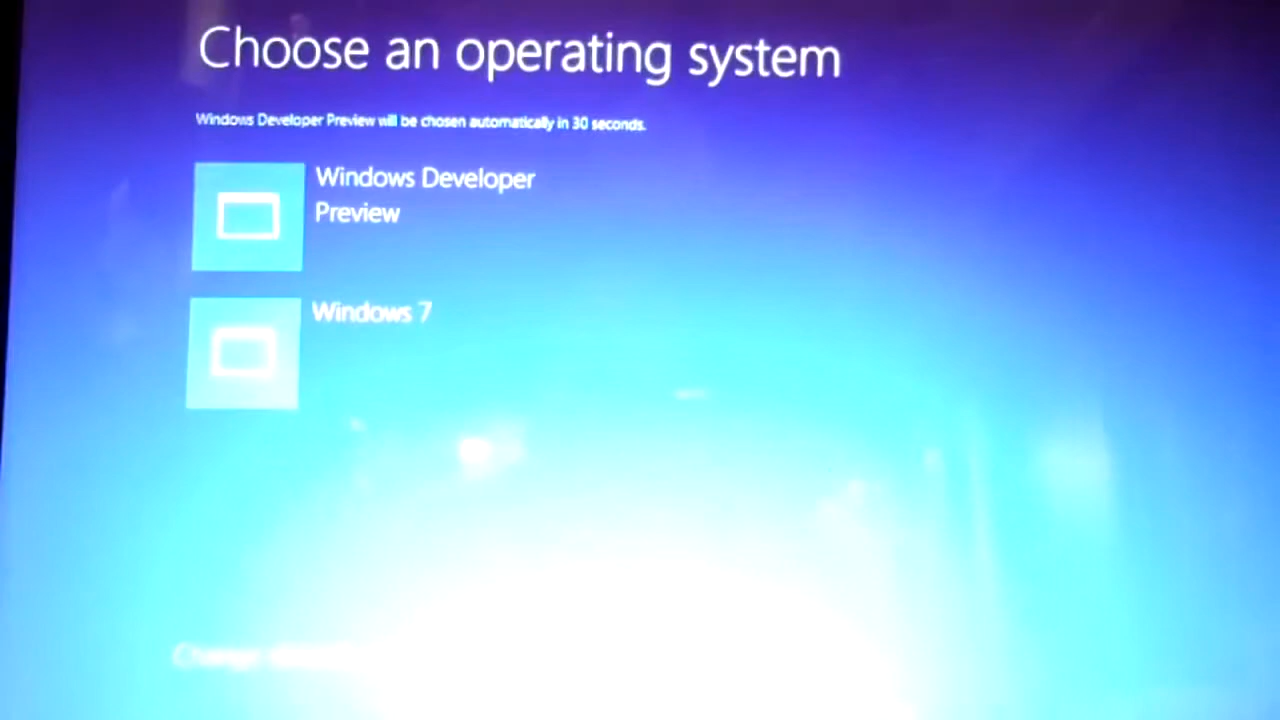 Choose an operating system
Windows Developer Preview will be chosen automatically in 30 seconds.
Windows Developer
Preview
Windows 7
Change